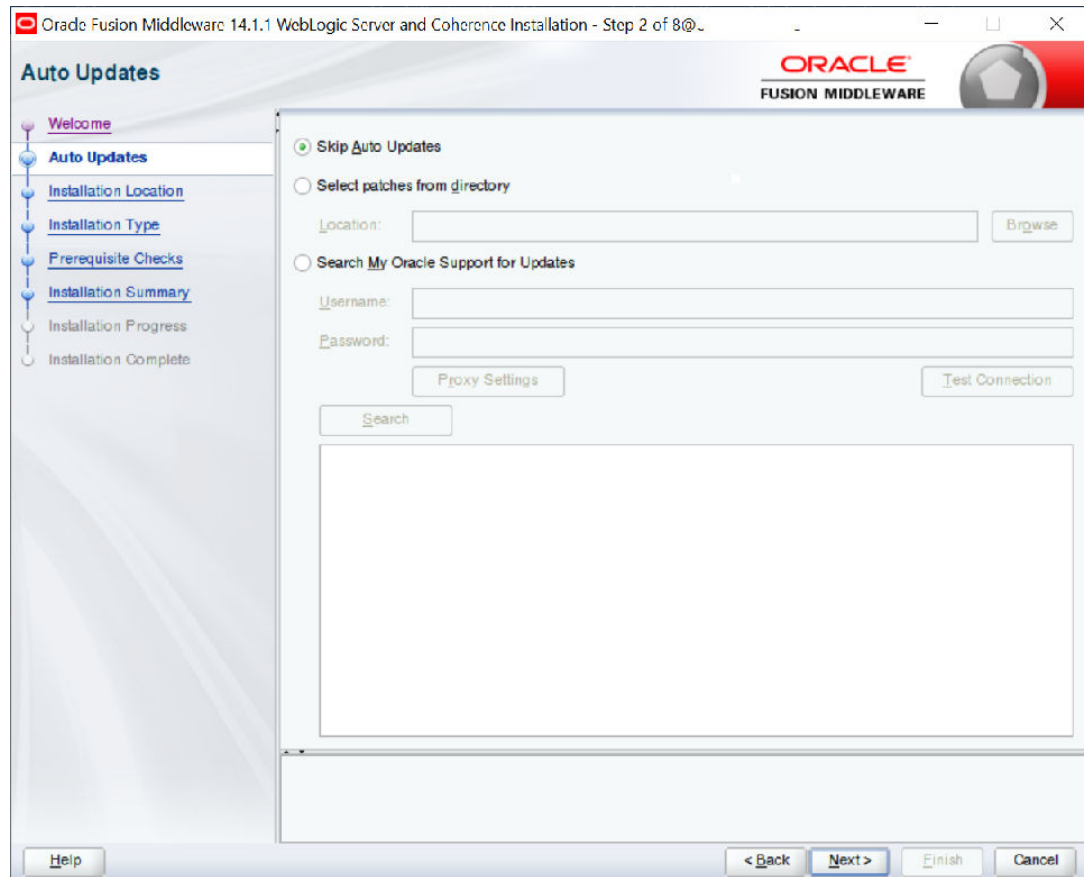 Oracle Fusion Middleware 14.1.1 WebLogic Server and Coherence Installation - Step 2 of 8@
Auto Updates
ORACLE
FUSION MIDDLEWARE
Welcome
Auto Updates
Installation Location
Installation Type
Prerequisite Checks
Installation Summary
Installation Progress
Installation Complete
Skip Auto Updates
Select patches from directory
Location:
Browse
Search My Oracle Support for Updates
Username:
Password:
Proxy Settings
Test Connection
Search
Help
< Back
Next >
Finish
Cancel